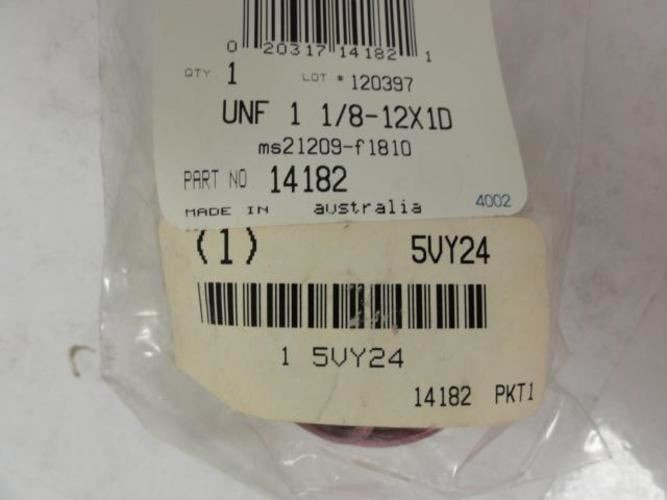 0 20317 14182 1
QTY 1 LOT # 120397
UNF 1 1/8-12X1D
ms21209-f1810
PART NO 14182
MADE IN australia 4002
(1) 5VY24
1 5VY24
14182 PKT1